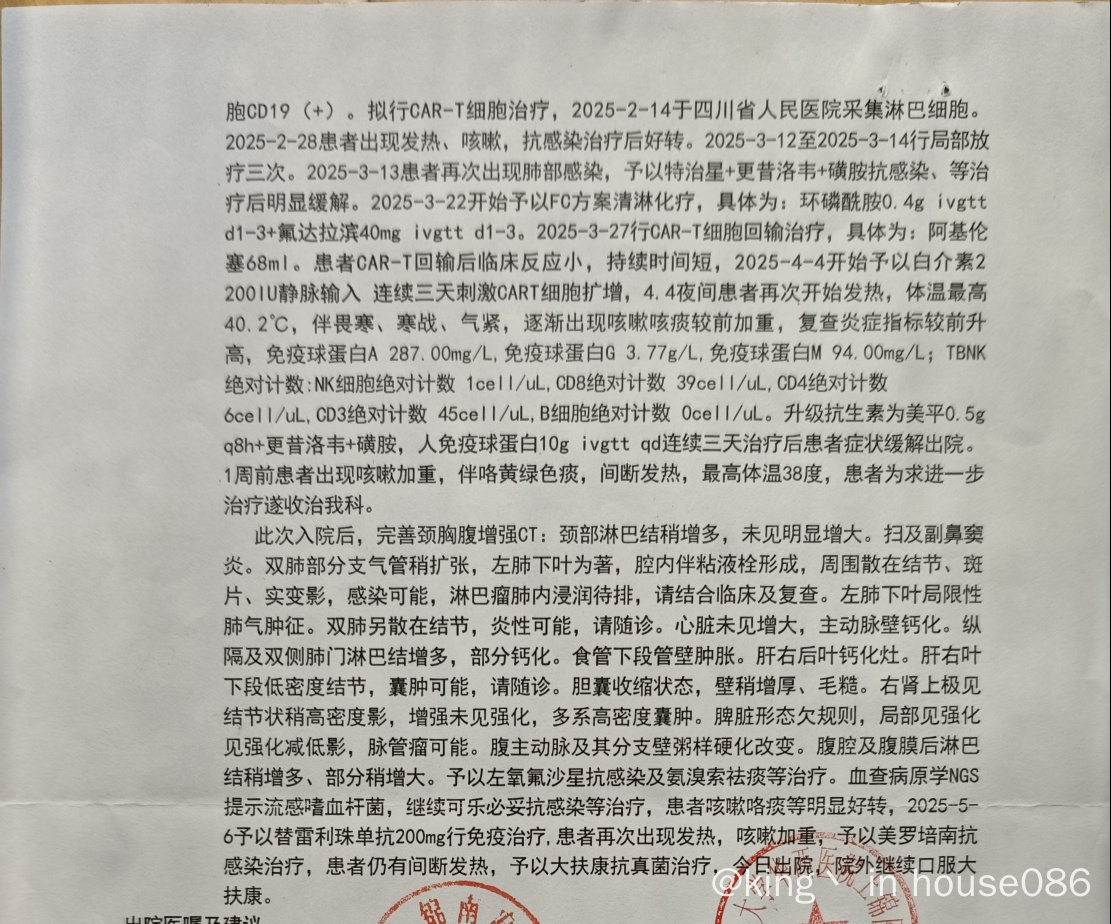 胞CD19（+）。拟行CAR-T细胞治疗，2025-2-14于四川省人民医院采集淋巴细胞。
2025-2-28患者出现发热、咳嗽，抗感染治疗后好转。2025-3-12至2025-3-14行局部放
疗三次。2025-3-13患者再次出现肺部感染，予以特治星+更昔洛韦+磺胺抗感染、等治
疗后明显缓解。2025-3-22开始予以FC方案清淋化疗，具体为：环磷酰胺0.4g ivgtt
d1-3+氟达拉滨40mg ivgtt d1-3。2025-3-27行CAR-T细胞回输治疗，具体为：阿基伦
塞68ml。患者CAR-T回输后临床反应小，持续时间短，2025-4-4开始予以白介素2
200IU静脉输入 连续三天刺激CART细胞扩增，4.4夜间患者再次开始发热，体温最高
40.2℃，伴畏寒、寒战、气紧，逐渐出现咳嗽咳痰较前加重，复查炎症指标较前升
高，免疫球蛋白A 287.00mg/L,免疫球蛋白G 3.77g/L,免疫球蛋白M 94.00mg/L；TBNK
绝对计数:NK细胞绝对计数 1cell/uL,CD8绝对计数 39cell/uL,CD4绝对计数
6cell/uL,CD3绝对计数 45cell/uL,B细胞绝对计数 0cell/uL。升级抗生素为美平0.5g
q8h+更昔洛韦+磺胺，人免疫球蛋白10g ivgtt qd连续三天治疗后患者症状缓解出院。
1周前患者出现咳嗽加重，伴咯黄绿色痰，间断发热，最高体温38度，患者为求进一步
治疗遂收治我科。
此次入院后，完善颈胸腹增强CT：颈部淋巴结稍增多，未见明显增大。扫及副鼻窦
炎。双肺部分支气管稍扩张，左肺下叶为著，腔内伴粘液栓形成，周围散在结节、斑
片、实变影，感染可能，淋巴瘤肺内浸润待排，请结合临床及复查。左肺下叶局限性
肺气肿征。双肺另散在结节，炎性可能，请随诊。心脏未见增大，主动脉壁钙化。纵
隔及双侧肺门淋巴结增多，部分钙化。食管下段管壁肿胀。肝右后叶钙化灶。肝右叶
下段低密度结节，囊肿可能，请随诊。胆囊收缩状态，壁稍增厚、毛糙。右肾上极见
结节状稍高密度影，增强未见强化，多系高密度囊肿。脾脏形态欠规则，局部见强化
见强化减低影，脉管瘤可能。腹主动脉及其分支壁粥样硬化改变。腹腔及腹膜后淋巴
结稍增多、部分稍增大。予以左氧氟沙星抗感染及氨溴索祛痰等治疗。血查病原学NGS
提示流感嗜血杆菌，继续可乐必妥抗感染等治疗，患者咳嗽咯痰等明显好转，2025-5-
6予以替雷利珠单抗200mg行免疫治疗,患者再次出现发热，咳嗽加重，予以美罗培南抗
感染治疗，患者仍有间断发热，予以大扶康抗真菌治疗，今日出院，院外继续口服大
扶康。
出院医嘱及建议
@king in house086